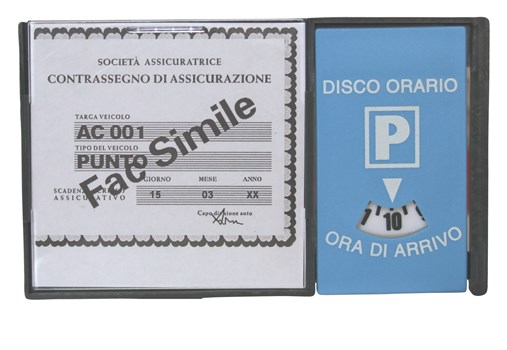 SOCIETÀ ASSICURATRICE
CONTRASSEGNO DI ASSICURAZIONE
TARGA VEICOLO
AC 001
TIPO DEL VEICOLO
PUNTO
GIORNO MESE ANNO
15 03 XX
ASSICURATIVO
Fac Simile
DISCO ORARIO
P
10
ORA DI ARRIVO